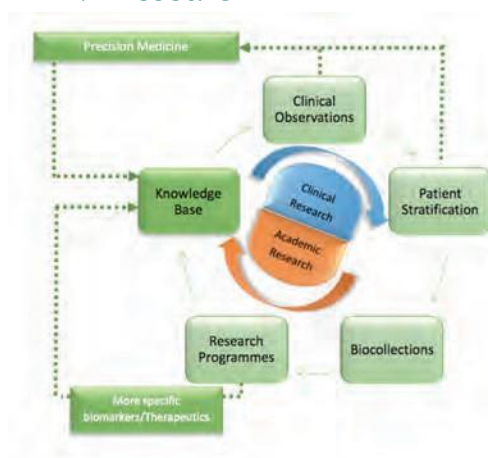 Precision Medicine
Clinical
Observations
Knowledge
Base
Clinical
Research
Academic
Research
Patient
Stratification
Research
Programmes
Biocollections
More specific
biomarkers/Therapeutics